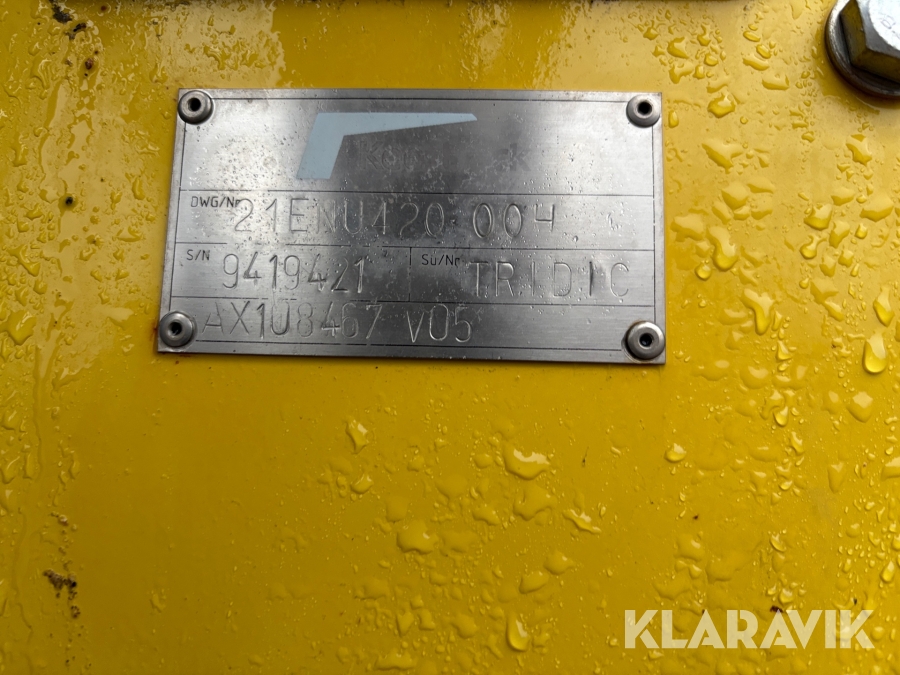 DWG/Nr 21ENU420 004
S/N 9419421 Su/Nr TRIDIC
AX108467 V05
KLARAVIK